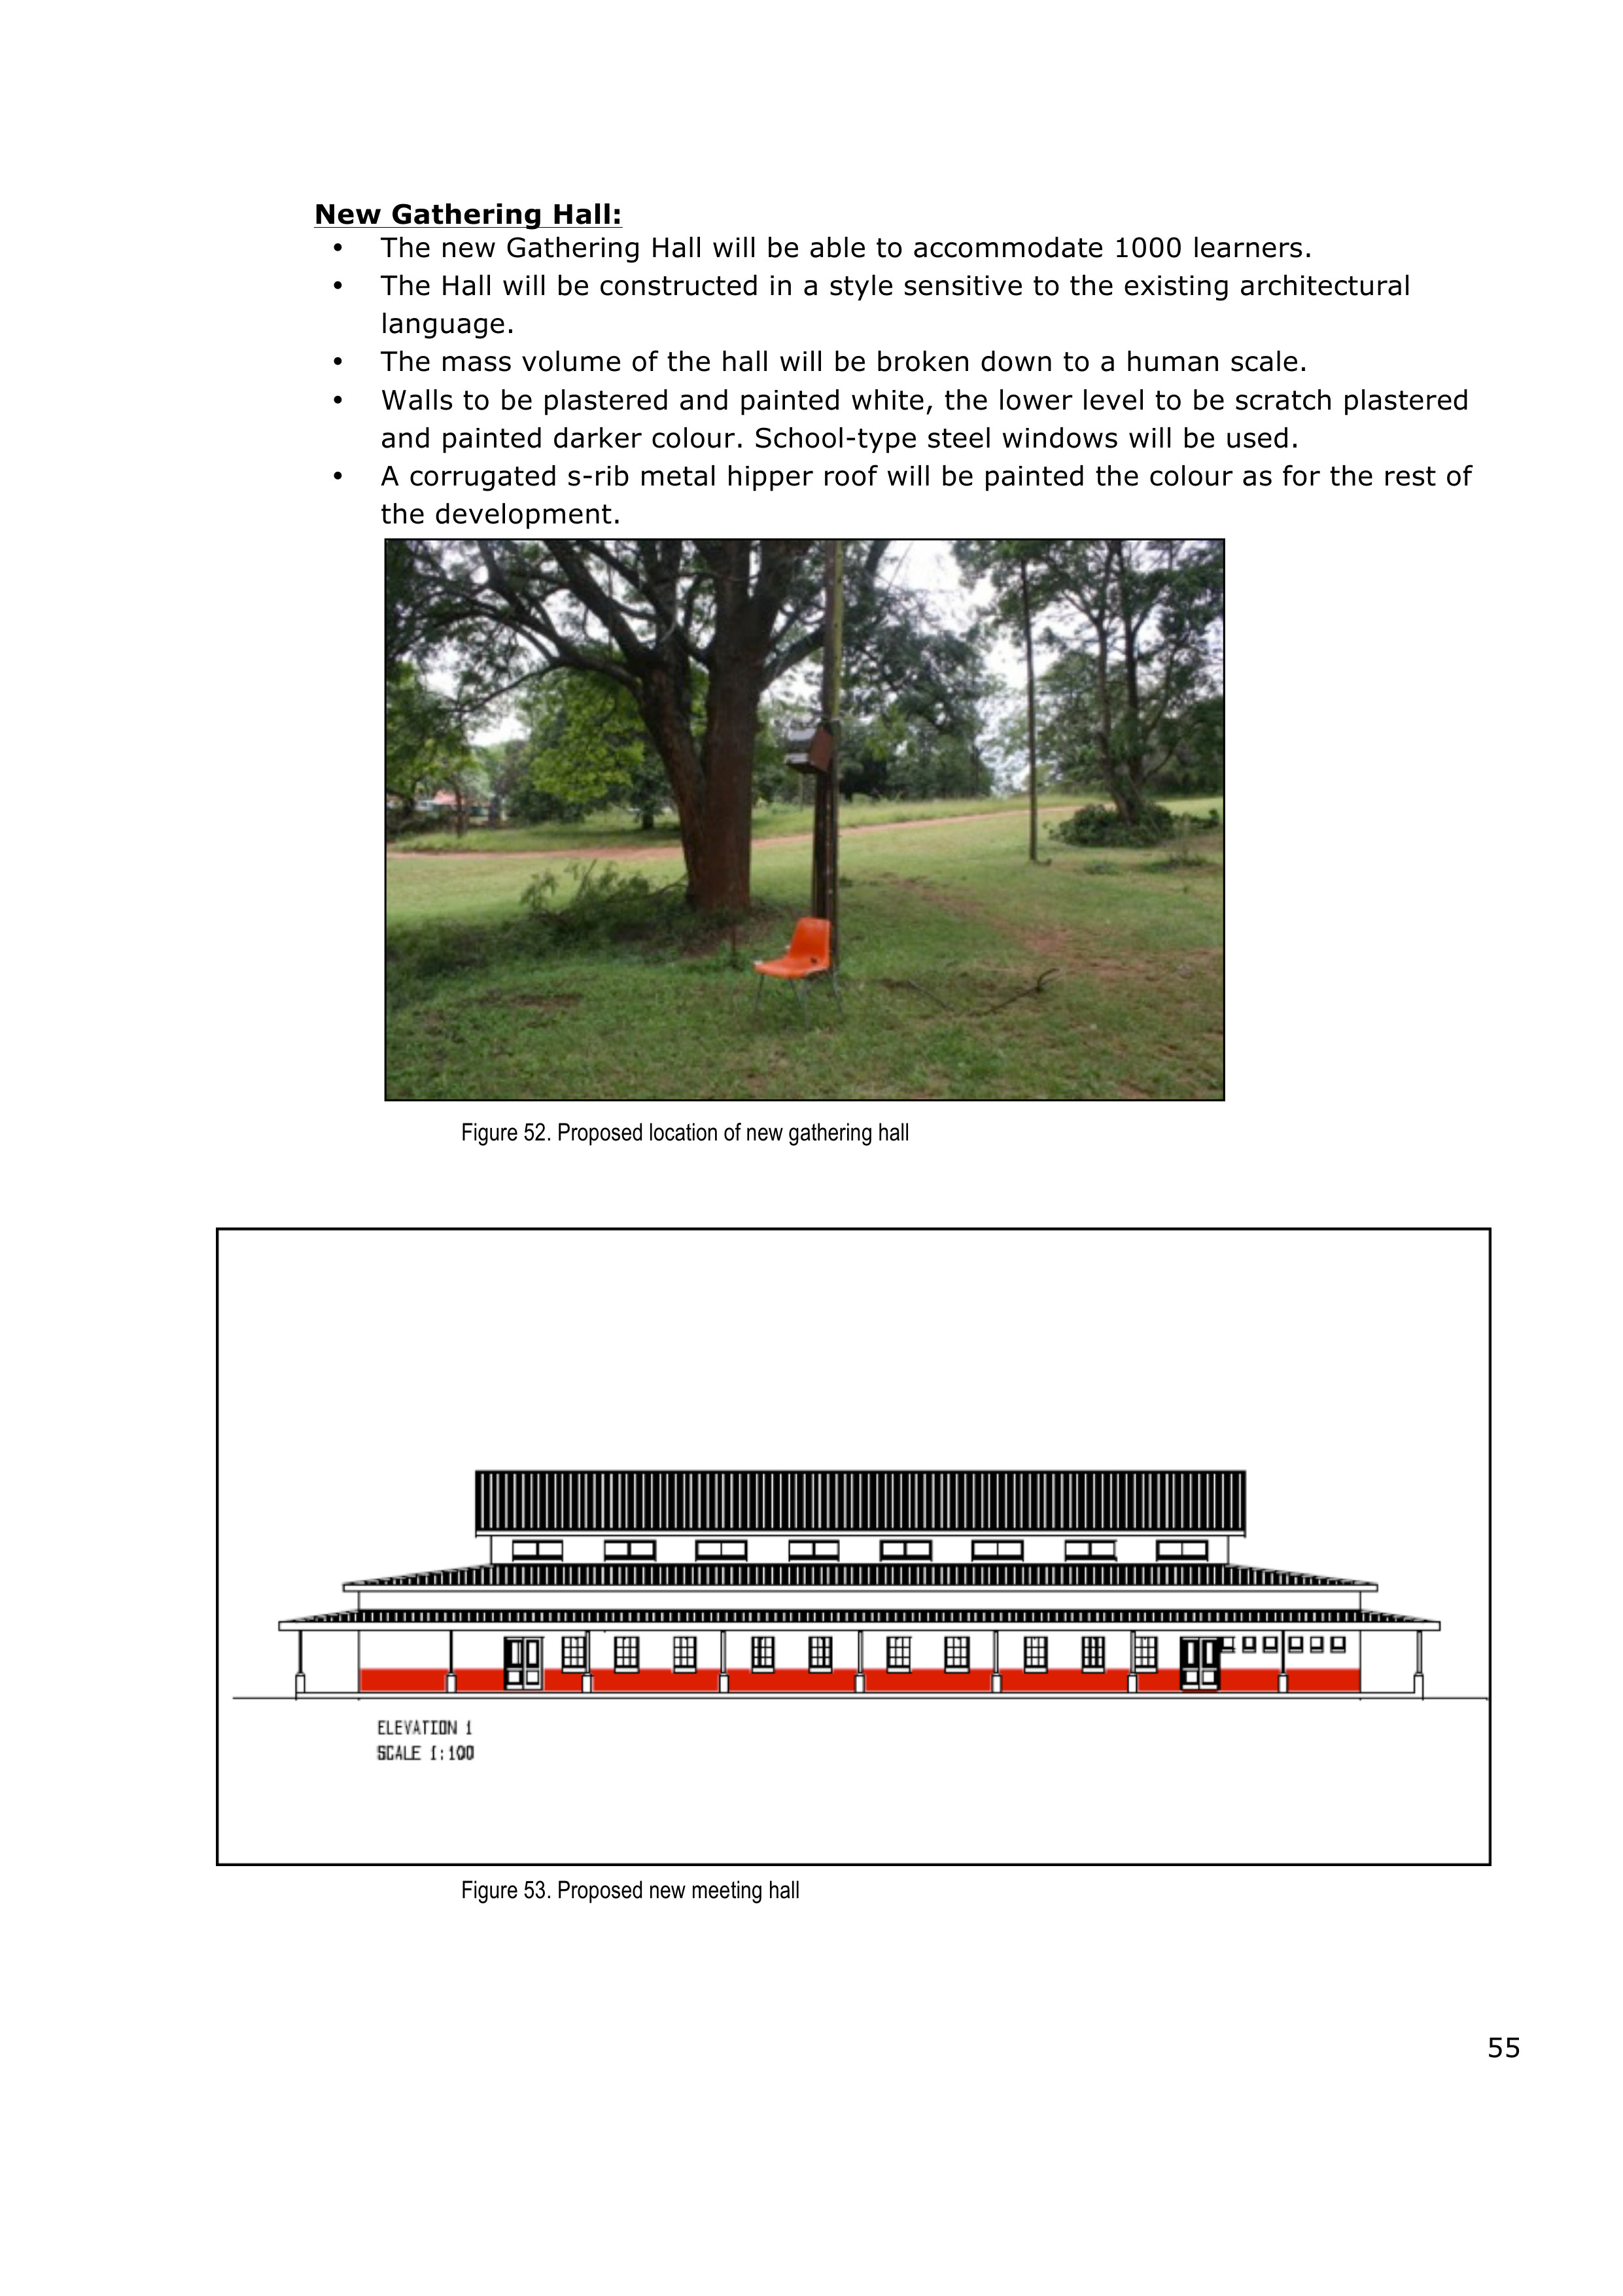 New Gathering Hall:
• The new Gathering Hall will be able to accommodate 1000 learners.
• The Hall will be constructed in a style sensitive to the existing architectural
language.
• The mass volume of the hall will be broken down to a human scale.
• Walls to be plastered and painted white, the lower level to be scratch plastered
and painted darker colour. School-type steel windows will be used.
• A corrugated s-rib metal hipper roof will be painted the colour as for the rest of
the development.
Figure 52. Proposed location of new gathering hall
ELEVATION 1
SCALE 1:100
Figure 53. Proposed new meeting hall
55